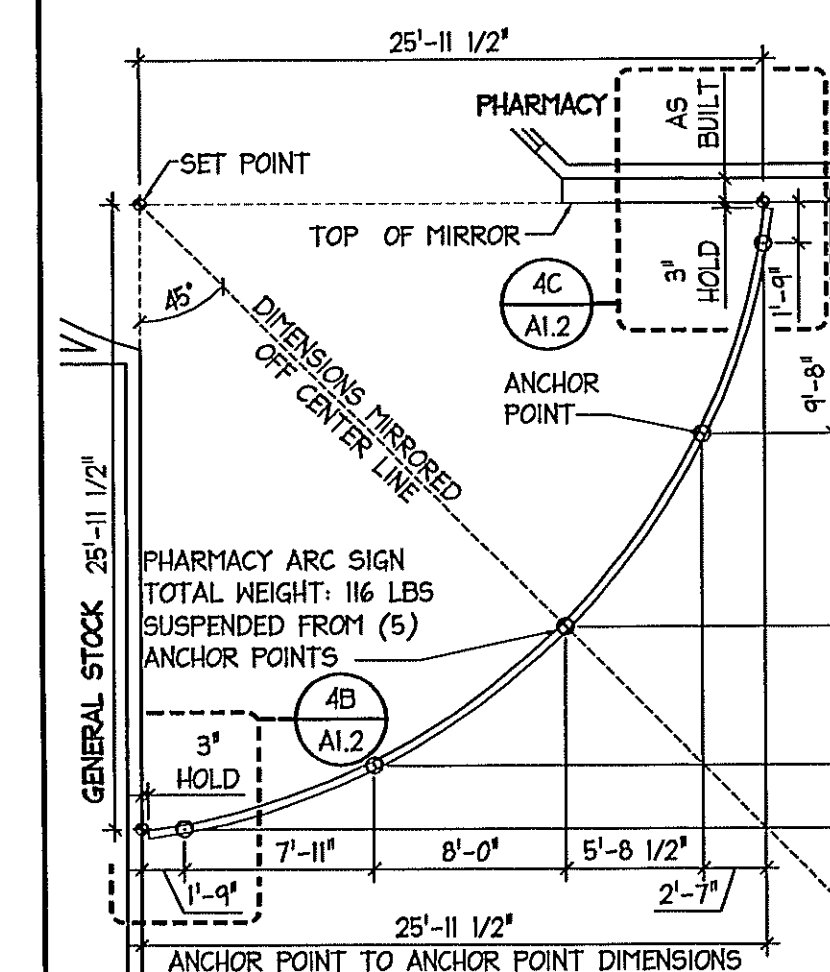 25'-11 1/2"
PHARMACY
AS
BUILT
SET POINT
TOP OF MIRROR
3"
HOLD
1'-9"
4C
A1.2
45°
DIMENSIONS MIRRORED
OFF CENTER LINE
ANCHOR
POINT
9'-8"
GENERAL STOCK 25'-11 1/2"
PHARMACY ARC SIGN
TOTAL WEIGHT: 116 LBS
SUSPENDED FROM (5)
ANCHOR POINTS
4B
A1.2
3"
HOLD
7'-11"
8'-0"
5'-8 1/2"
1'-9"
2'-7"
25'-11 1/2"
ANCHOR POINT TO ANCHOR POINT DIMENSIONS